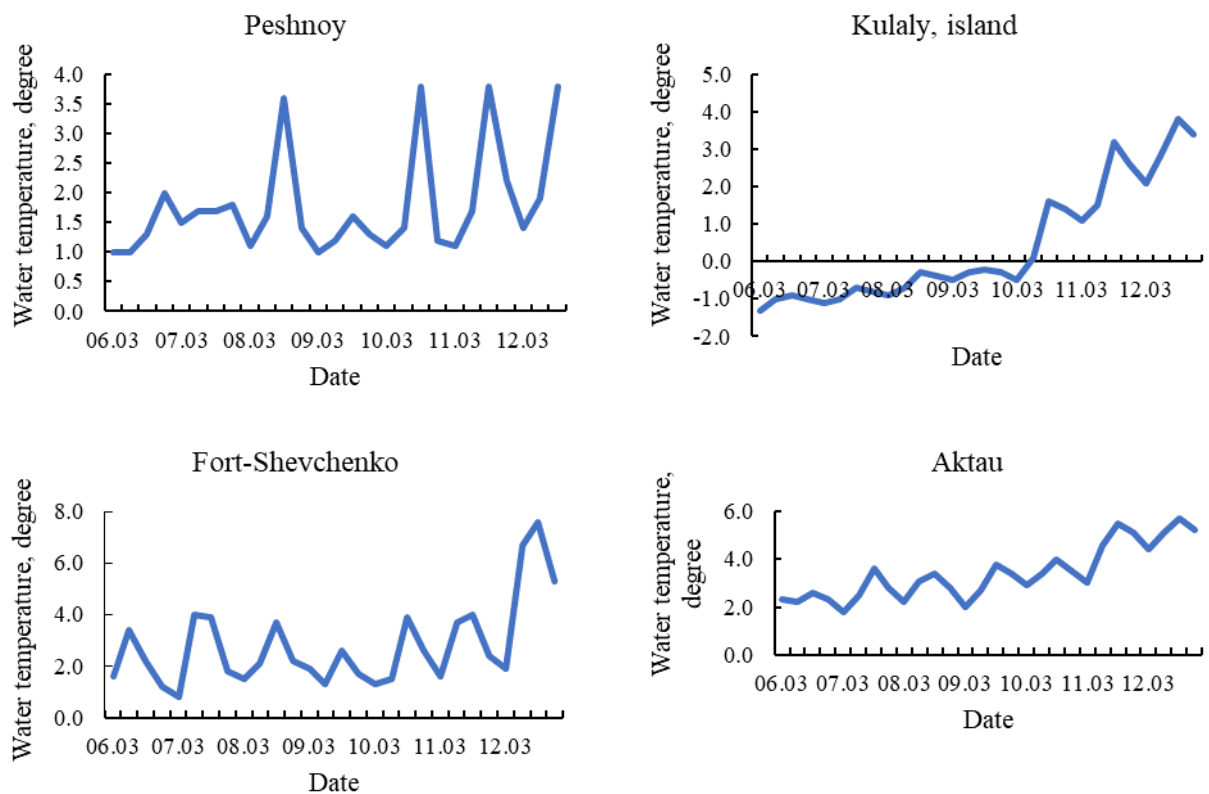 Peshnoy
Water temperature, degree
4.0
3.5
3.0
2.5
2.0
1.5
1.0
0.5
0.0
06.03 07.03 08.03 09.03 10.03 11.03 12.03
Date
Kulaly, island
Water temperature, degree
5.0
4.0
3.0
2.0
1.0
0.0
-1.0
-2.0
06.03 07.03 08.03 09.03 10.03 11.03 12.03
Date
Fort-Shevchenko
Water temperature, degree
8.0
6.0
4.0
2.0
0.0
06.03 07.03 08.03 09.03 10.03 11.03 12.03
Date
Aktau
Water temperature,
degree
6.0
4.0
2.0
0.0
06.03 07.03 08.03 09.03 10.03 11.03 12.03
Date